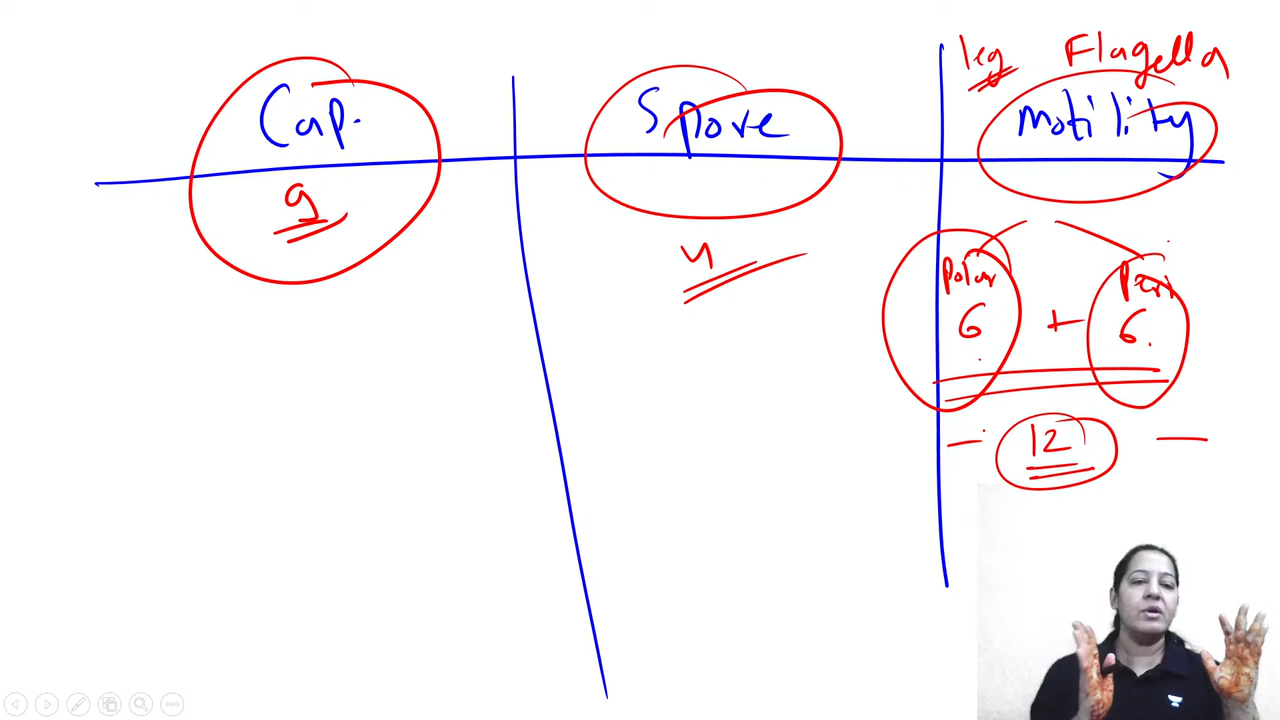 leg Flagella
Cap. Spore Motility
9
4
Polar Peri
6 + 6.
— 12 —